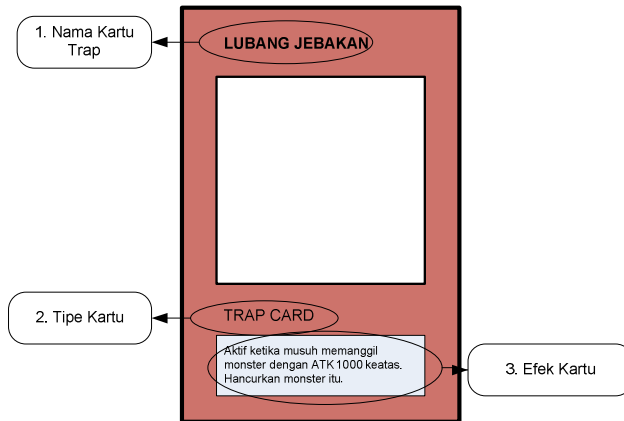 1. Nama Kartu
Trap
LUBANG JEBAKAN
2. Tipe Kartu
TRAP CARD
Aktif ketika musuh memanggil
monster dengan ATK 1000 keatas.
Hancurkan monster itu.
3. Efek Kartu